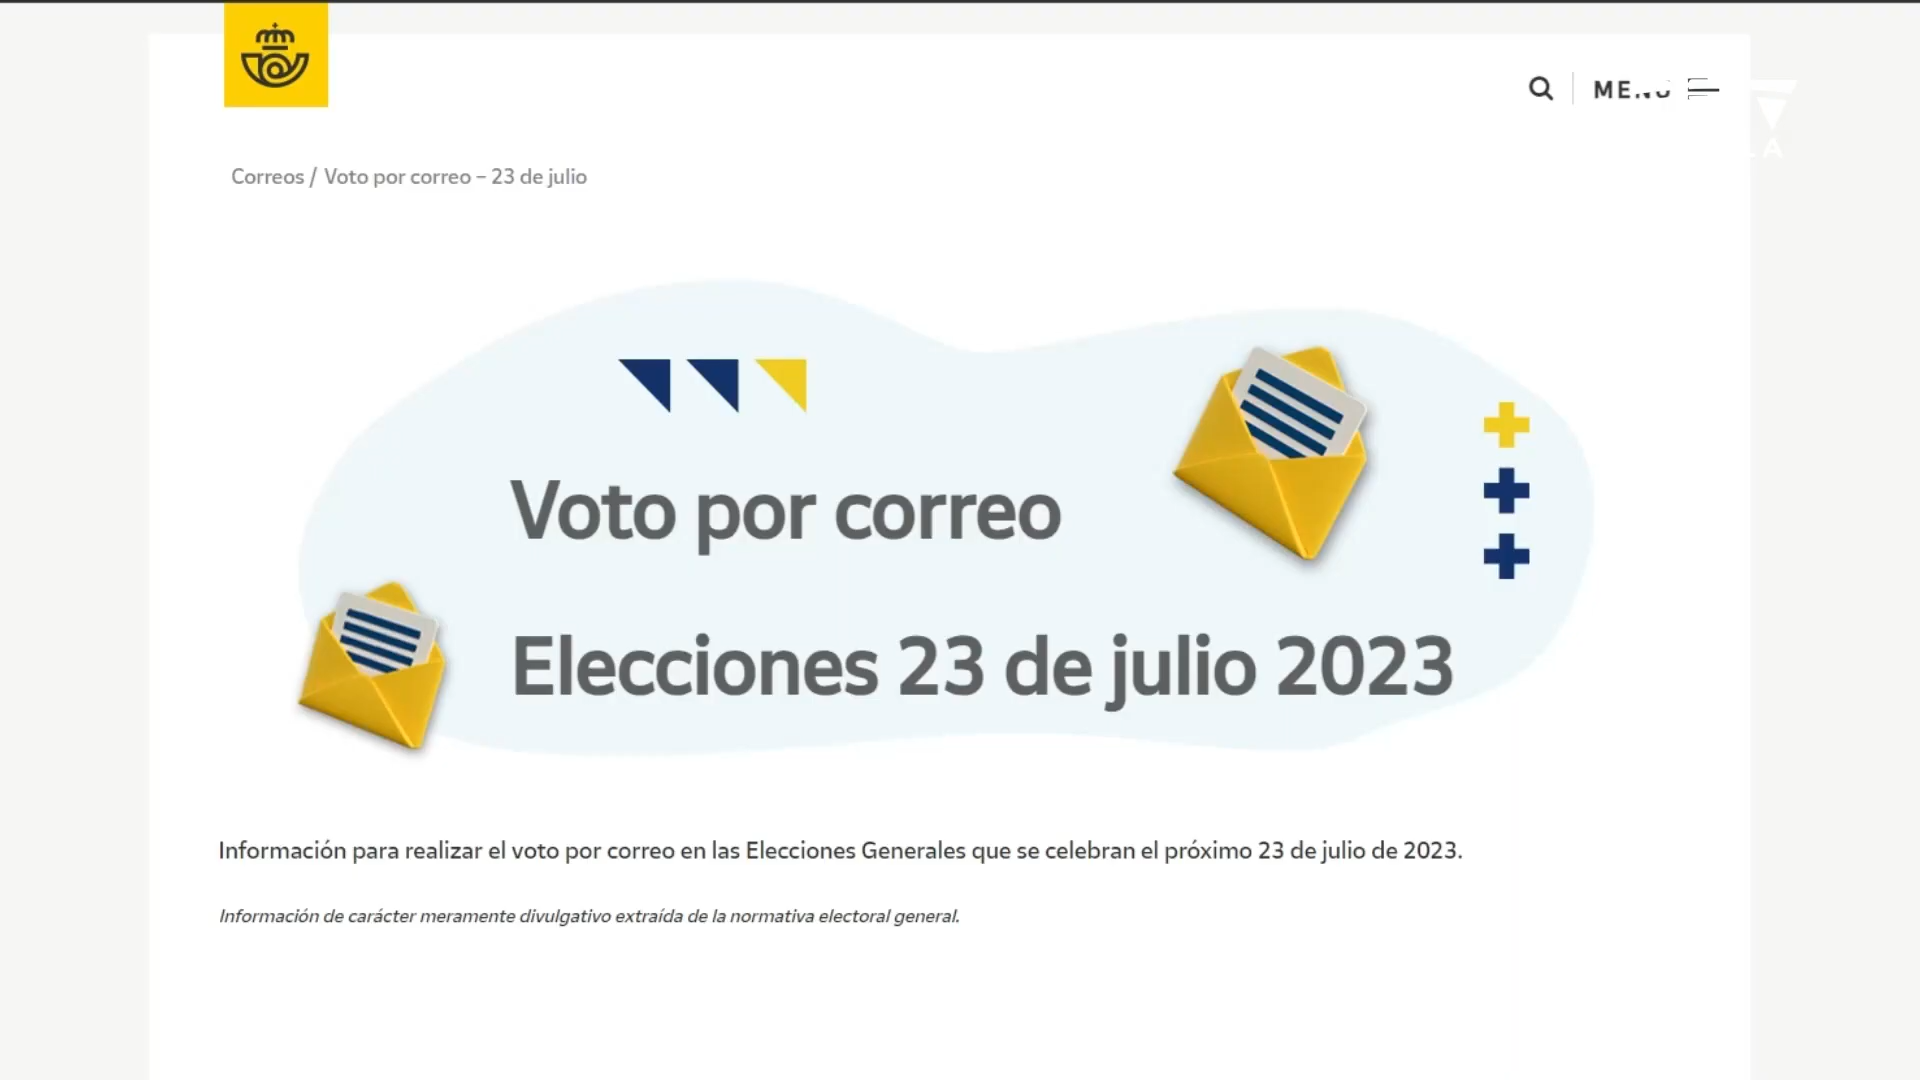 MENÚ
Correos / Voto por correo – 23 de julio
Voto por correo
Elecciones 23 de julio 2023
Información para realizar el voto por correo en las Elecciones Generales que se celebran el próximo 23 de julio de 2023.
Información de carácter meramente divulgativo extraída de la normativa electoral general.